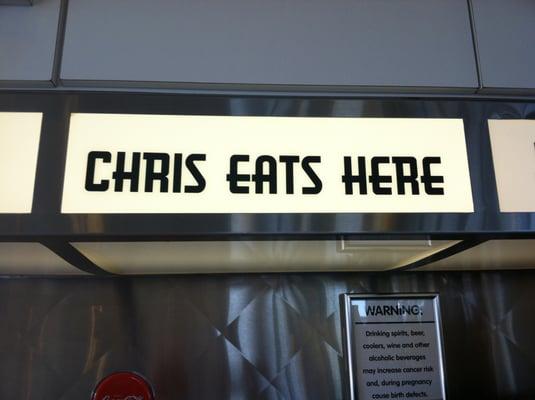 CHRIS EATS HERE
WARNING:
Drinking spirits, beer,
coolers, wine and other
alcoholic beverages
may increase cancer risk
and, during pregnancy
cause birth defects.